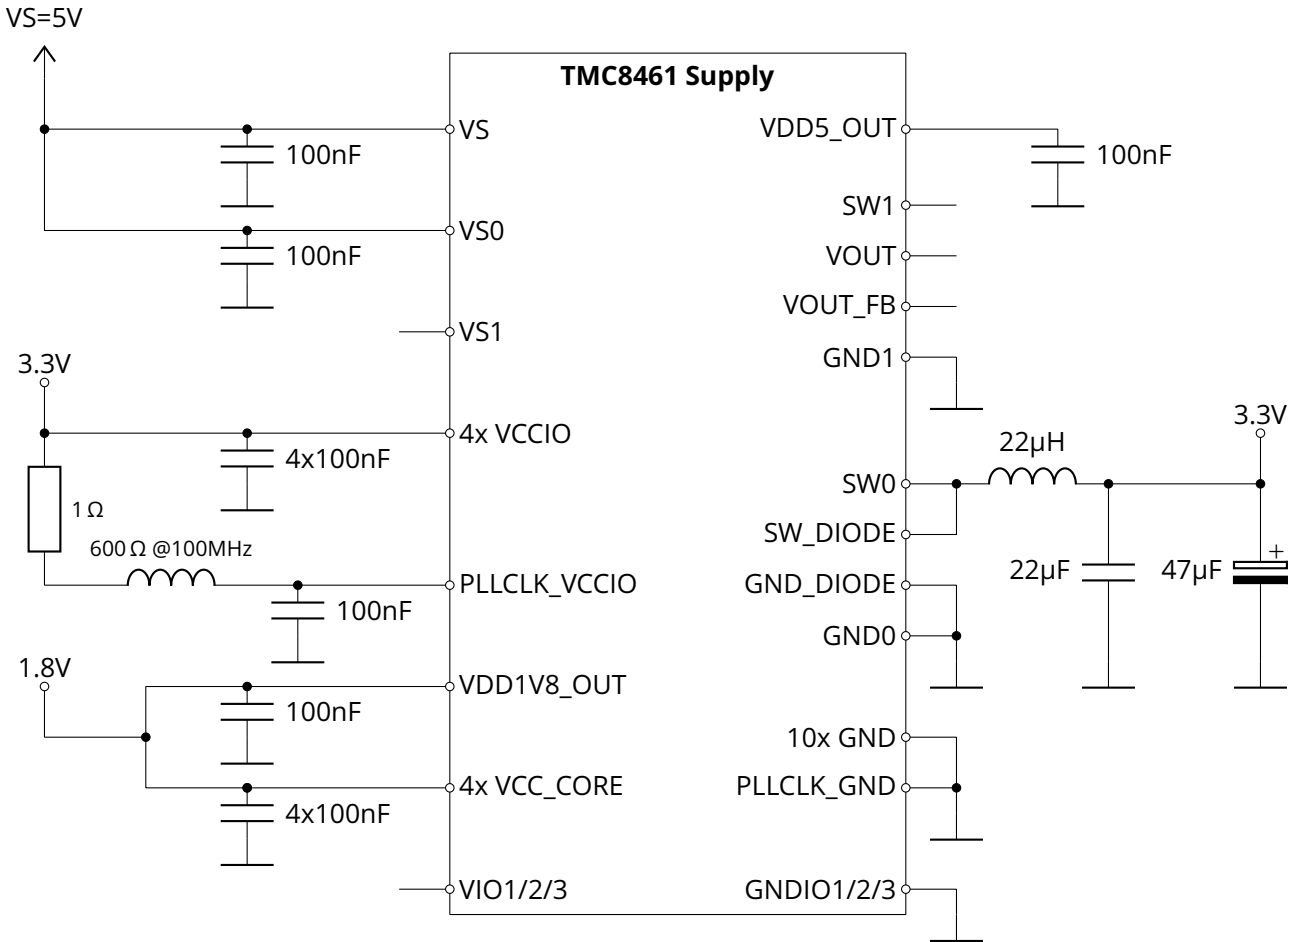 VS=5V
TMC8461 Supply
VS
VDD5_OUT
100nF
100nF
SW1
VS0
100nF
VOUT
VOUT_FB
VS1
GND1
3.3V
4x VCCIO
4x100nF
3.3V
22µH
SW0
1 Ω
SW_DIODE
600 Ω @100MHz
+
22µF
47µF
PLLCLK_VCCIO
GND_DIODE
100nF
GND0
1.8V
VDD1V8_OUT
100nF
10x GND
4x VCC_CORE
PLLCLK_GND
4x100nF
VIO1/2/3
GNDIO1/2/3